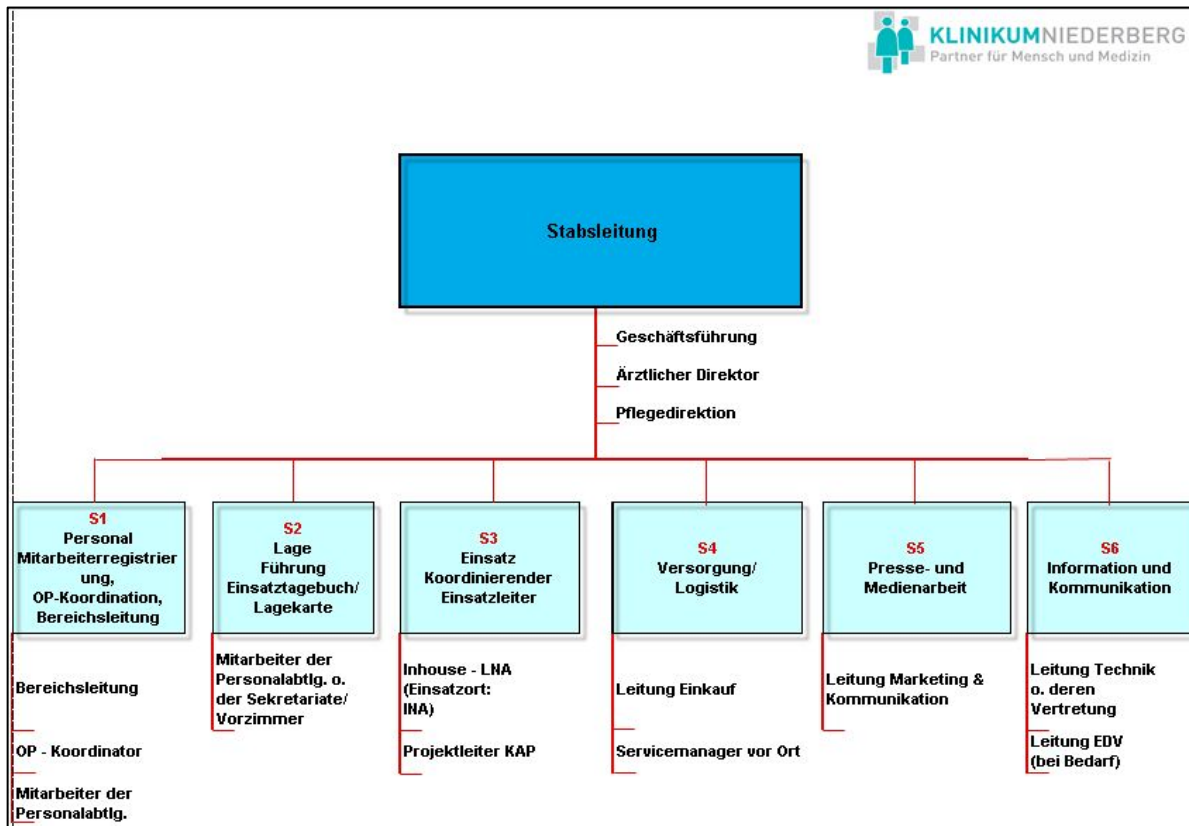 KLINIKUMNIEDERBERG
Partner für Mensch und Medizin
Stabsleitung
Geschäftsführung
Ärztlicher Direktor
Pflegedirektion
S1
Personal
Mitarbeiterregistrier
ung,
OP-Koordination,
Bereichsleitung
S2
Lage
Führung
Einsatztagebuch/
Lagekarte
S3
Einsatz
Koordinierender
Einsatzleiter
S4
Versorgung/
Logistik
S5
Presse- und
Medienarbeit
S6
Information und
Kommunikation
Bereichsleitung
OP - Koordinator
Mitarbeiter der
Personalabtlg.
Mitarbeiter der
Personalabtlg. o.
der Sekretariate/
Vorzimmer
Inhouse - LNA
(Einsatzort:
INA)
Projektleiter KAP
Leitung Einkauf
Servicemanager vor Ort
Leitung Marketing &
Kommunikation
Leitung Technik
o. deren
Vertretung
Leitung EDV
(bei Bedarf)